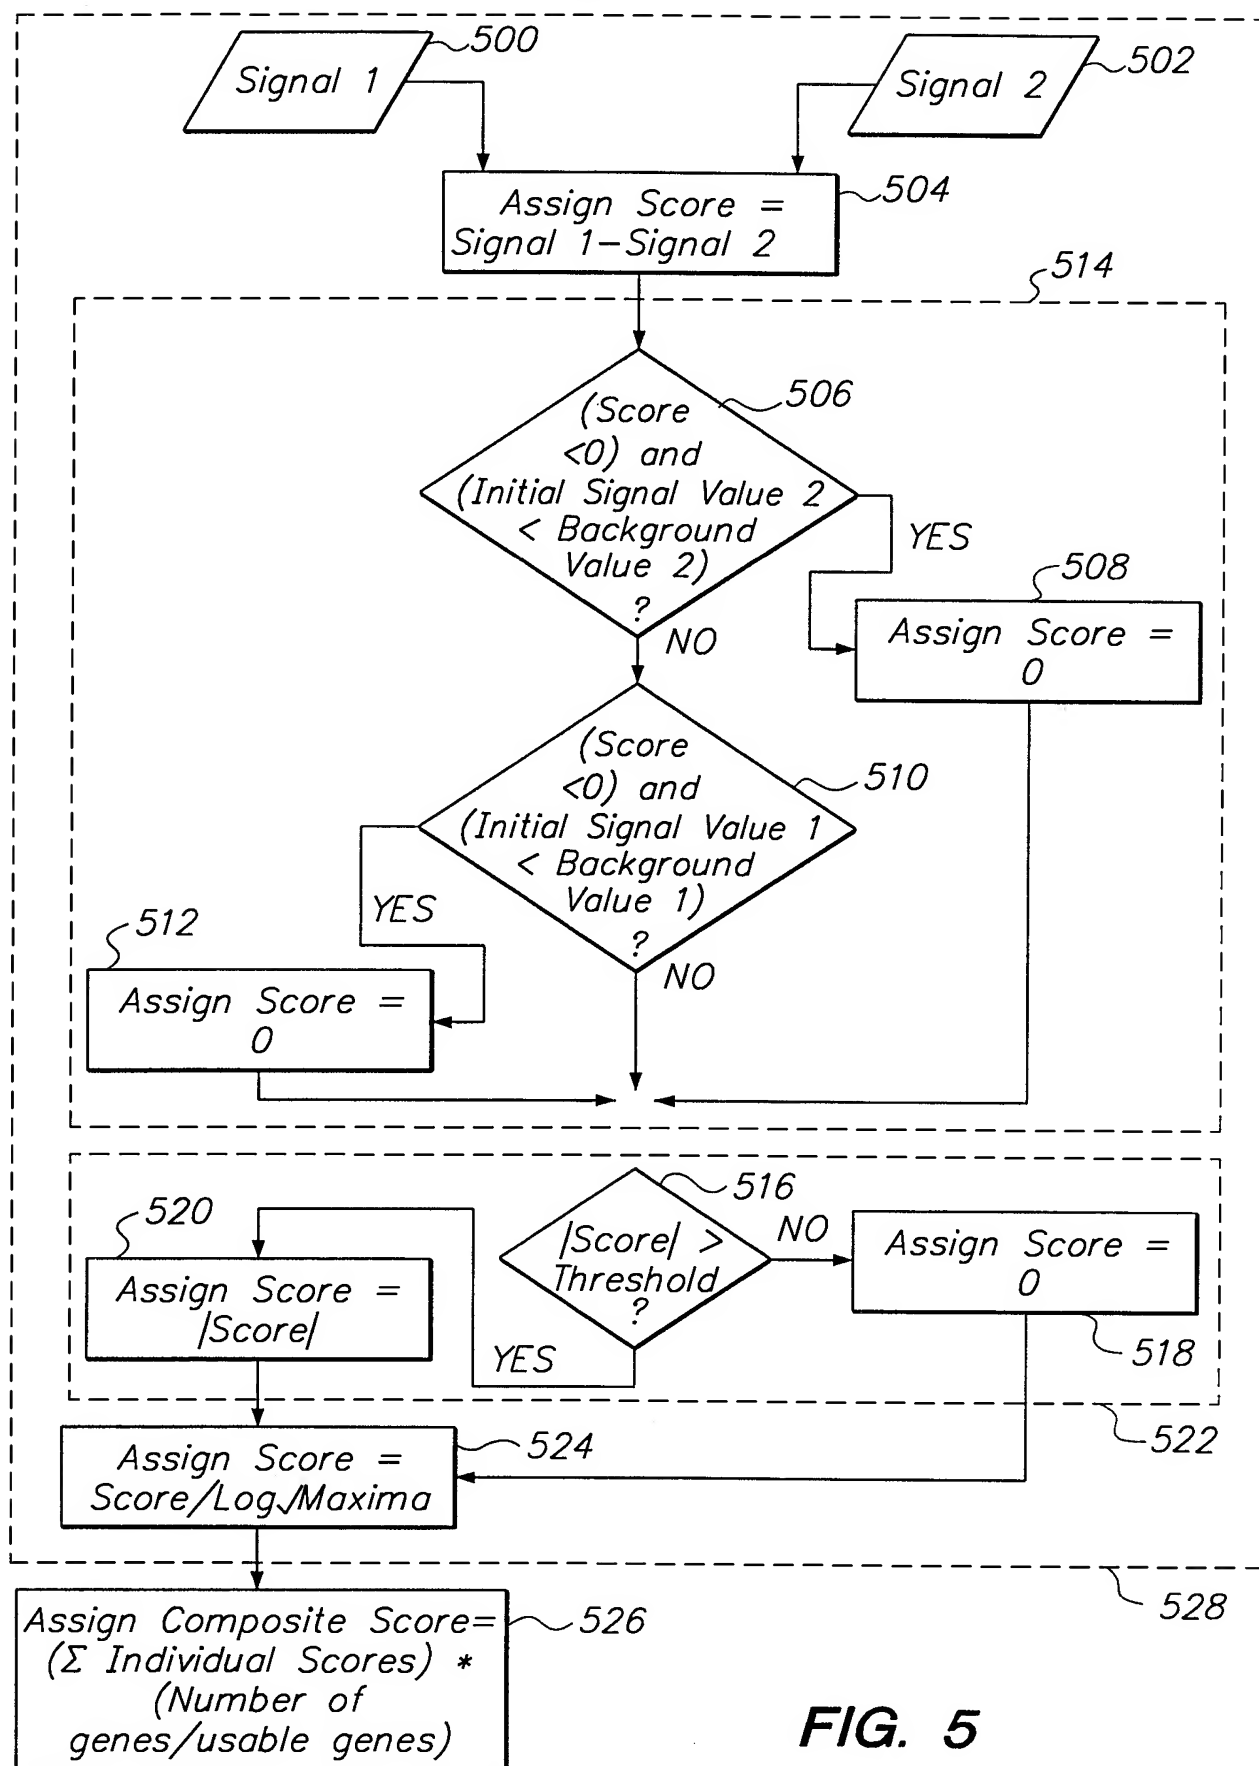 500
Signal 1
502
Signal 2
504
Assign Score =
Signal 1-Signal 2
514
506
(Score
<0) and
(Initial Signal Value 2
< Background
Value 2)
?
YES
NO
508
Assign Score =
0
510
(Score
<0) and
(Initial Signal Value 1
< Background
Value 1)
?
YES
NO
512
Assign Score =
0
516
|Score| >
Threshold
?
NO
YES
518
Assign Score =
0
520
Assign Score =
|Score|
522
524
Assign Score =
Score/Log√Maxima
528
526
Assign Composite Score=
(Σ Individual Scores) *
(Number of
genes/usable genes)
FIG. 5